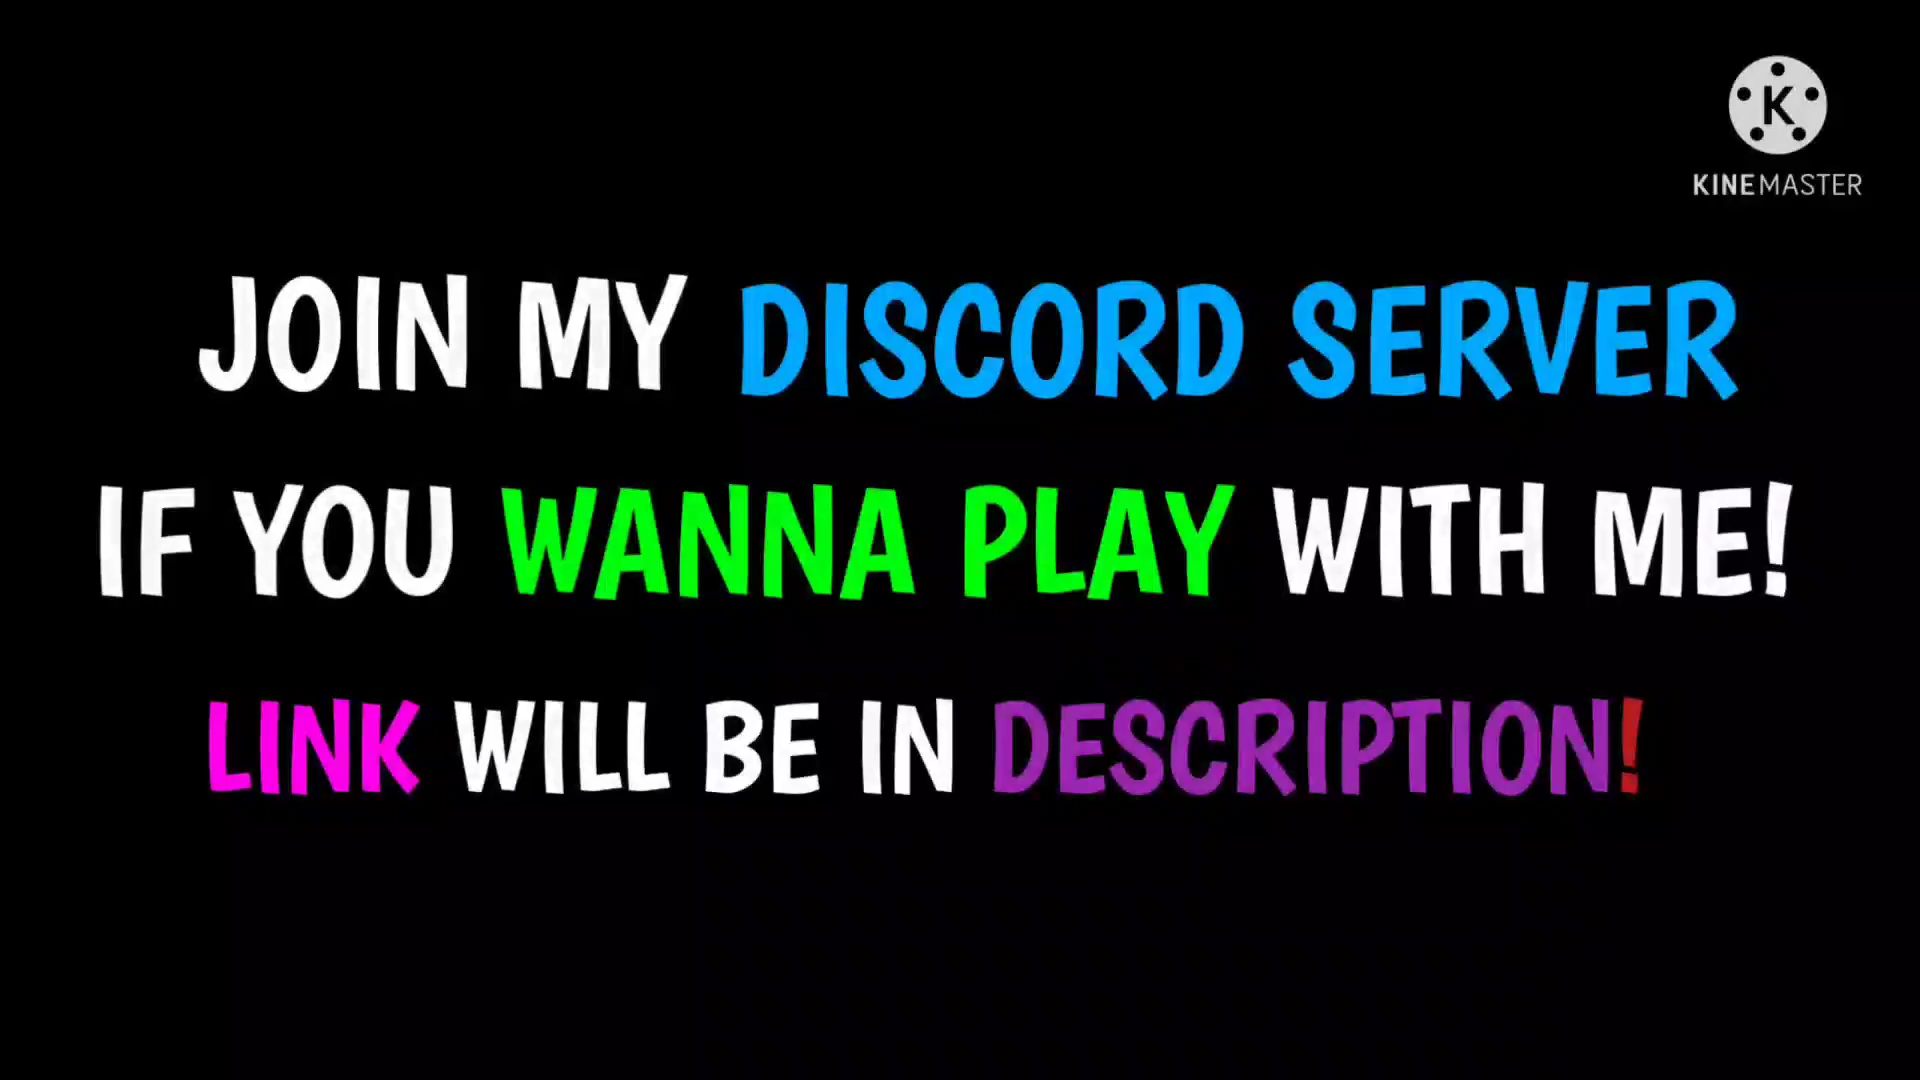 K
KINEMASTER
JOIN MY DISCORD SERVER
IF YOU WANNA PLAY WITH ME!
LINK WILL BE IN DESCRIPTION!